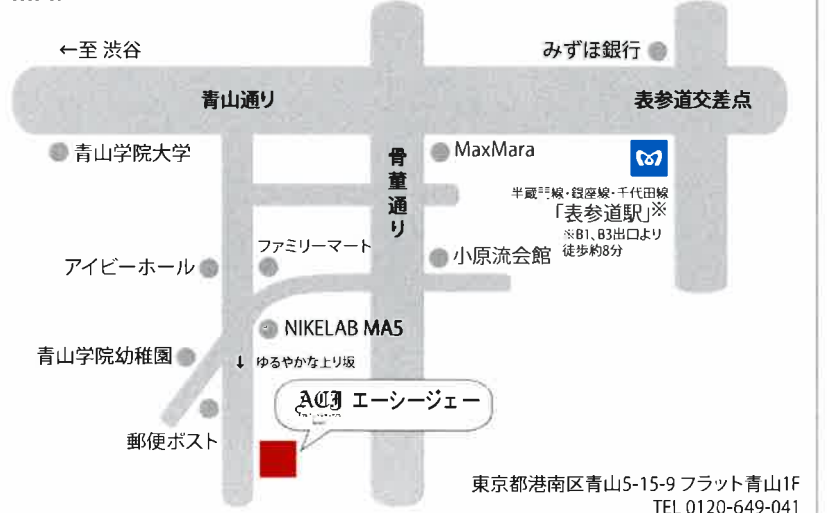 ←至 渋谷
みずほ銀行
青山通り
表参道交差点
青山学院大学
骨董通り
MaxMara
半蔵門線・銀座線・千代田線
「表参道駅」※
※B1、B3出口より
徒歩約8分
ファミリーマート
小原流会館
アイビーホール
NIKELAB MA5
青山学院幼稚園
↓ ゆるやかな上り坂
ACJ エーシージェー
郵便ポスト
東京都港南区青山5-15-9 フラット青山1F
TEL 0120-649-041